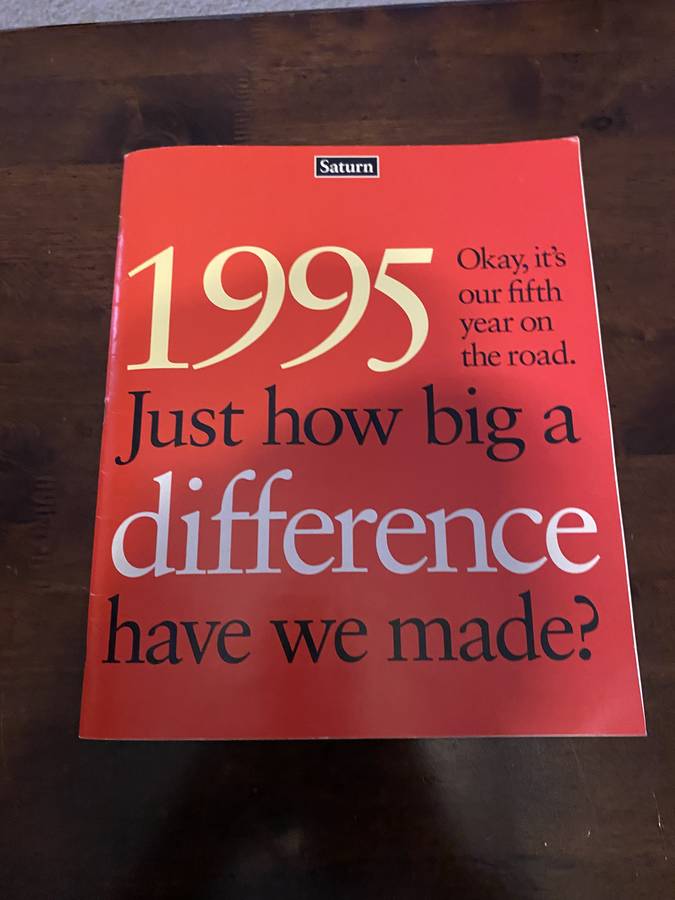 Saturn
1995
Okay, it's
our fifth
year on
the road.
Just how big a
difference
have we made?